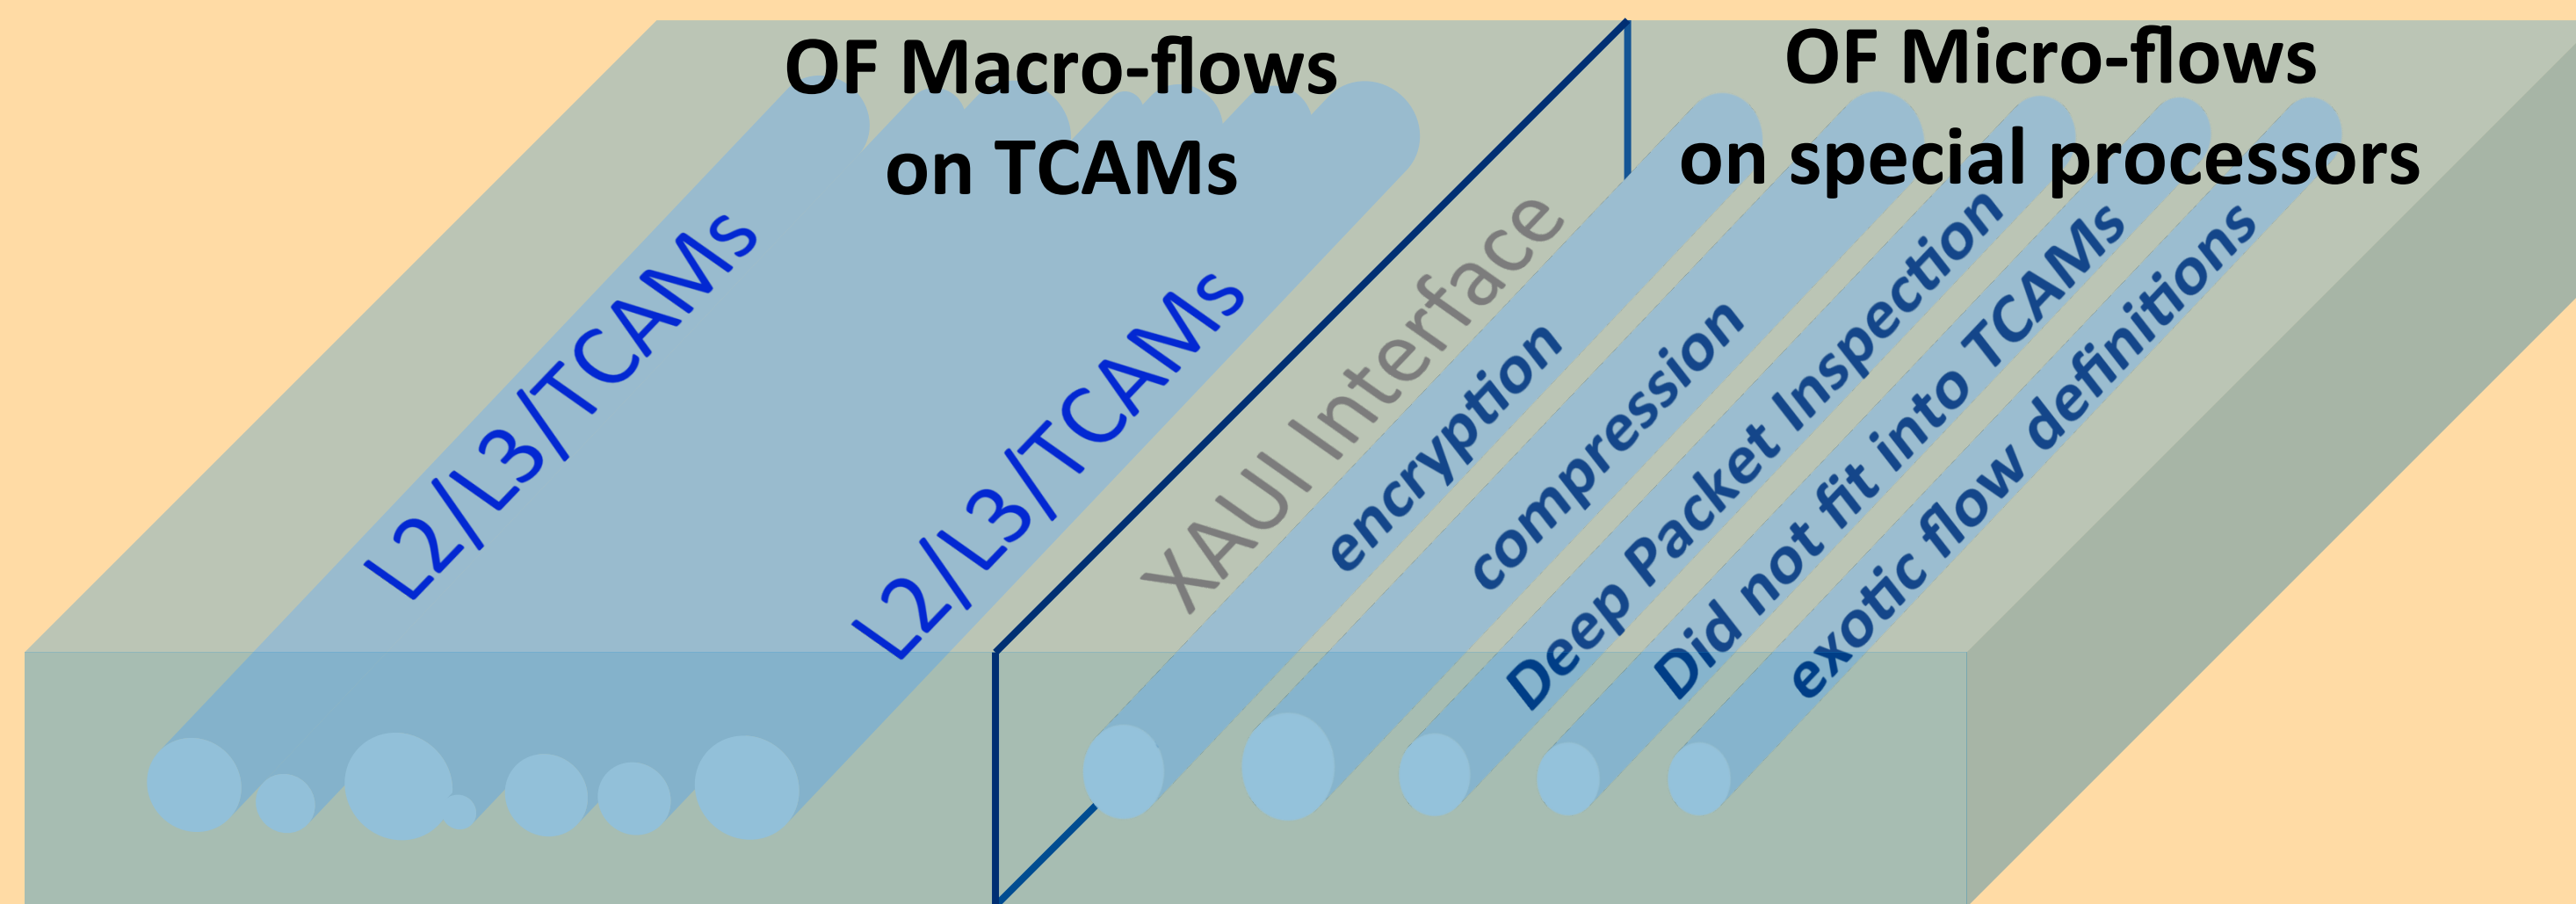 OF Macro-flows
on TCAMs
OF Micro-flows
on special processors
L2/L3/TCAMs
L2/L3/TCAMs
XAUI Interface
encryption
compression
Deep Packet Inspection
Did not fit into TCAMs
exotic flow definitions